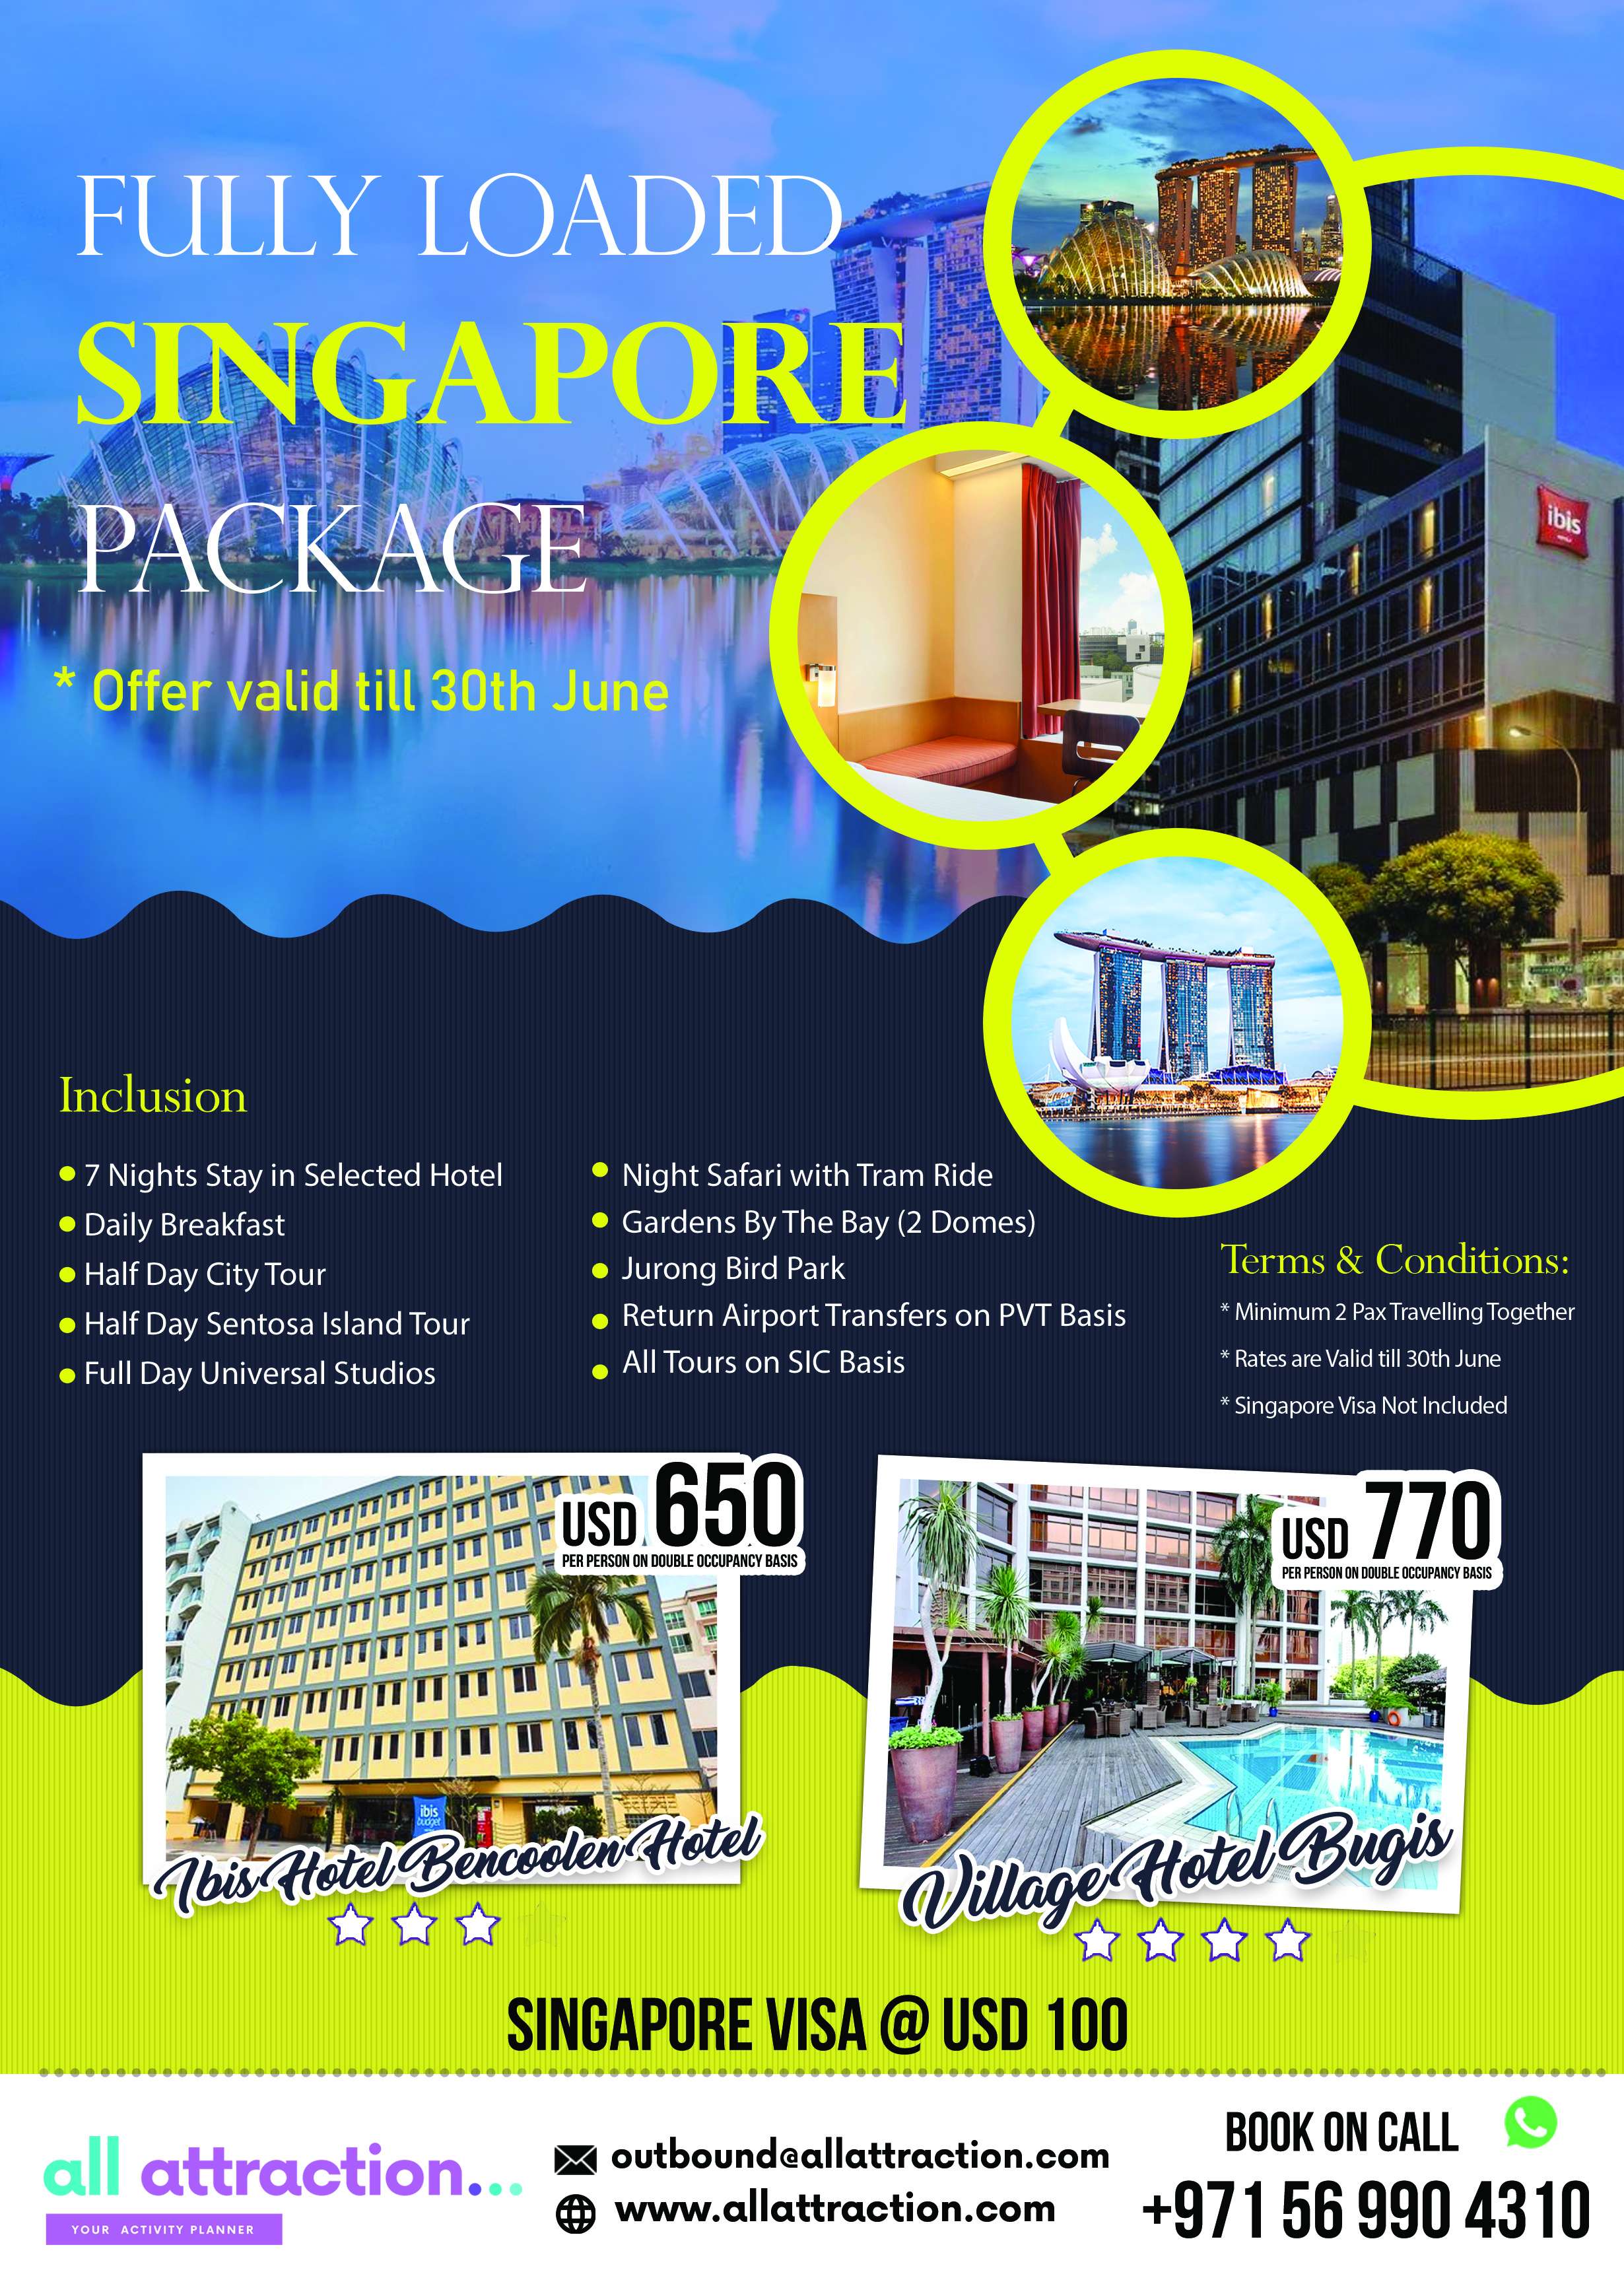 FULLY LOADED
SINGAPORE
PACKAGE
* Offer valid till 30th June
ibis
HOTEL
Inclusion
7 Nights Stay in Selected Hotel
Daily Breakfast
Half Day City Tour
Half Day Sentosa Island Tour
Full Day Universal Studios
Night Safari with Tram Ride
Gardens By The Bay (2 Domes)
Jurong Bird Park
Return Airport Transfers on PVT Basis
All Tours on SIC Basis
Terms & Conditions:
* Minimum 2 Pax Travelling Together
* Rates are Valid till 30th June
* Singapore Visa Not Included
USD 650
PER PERSON ON DOUBLE OCCUPANCY BASIS
ibis
budget
Ibis Hotel Bencoolen Hotel
USD 770
PER PERSON ON DOUBLE OCCUPANCY BASIS
Village Hotel Bugis
SINGAPORE VISA @ USD 100
all attraction...
YOUR ACTIVITY PLANNER
outbound@allattraction.com
www.allattraction.com
BOOK ON CALL
+971 56 990 4310